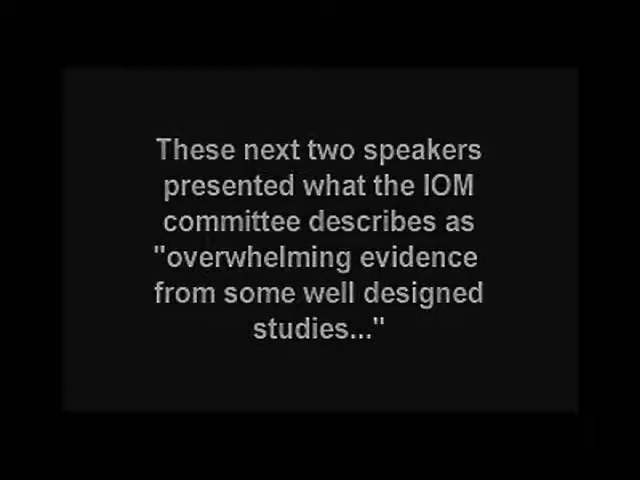 These next two speakers
presented what the IOM
committee describes as
"overwhelming evidence
from some well designed
studies..."